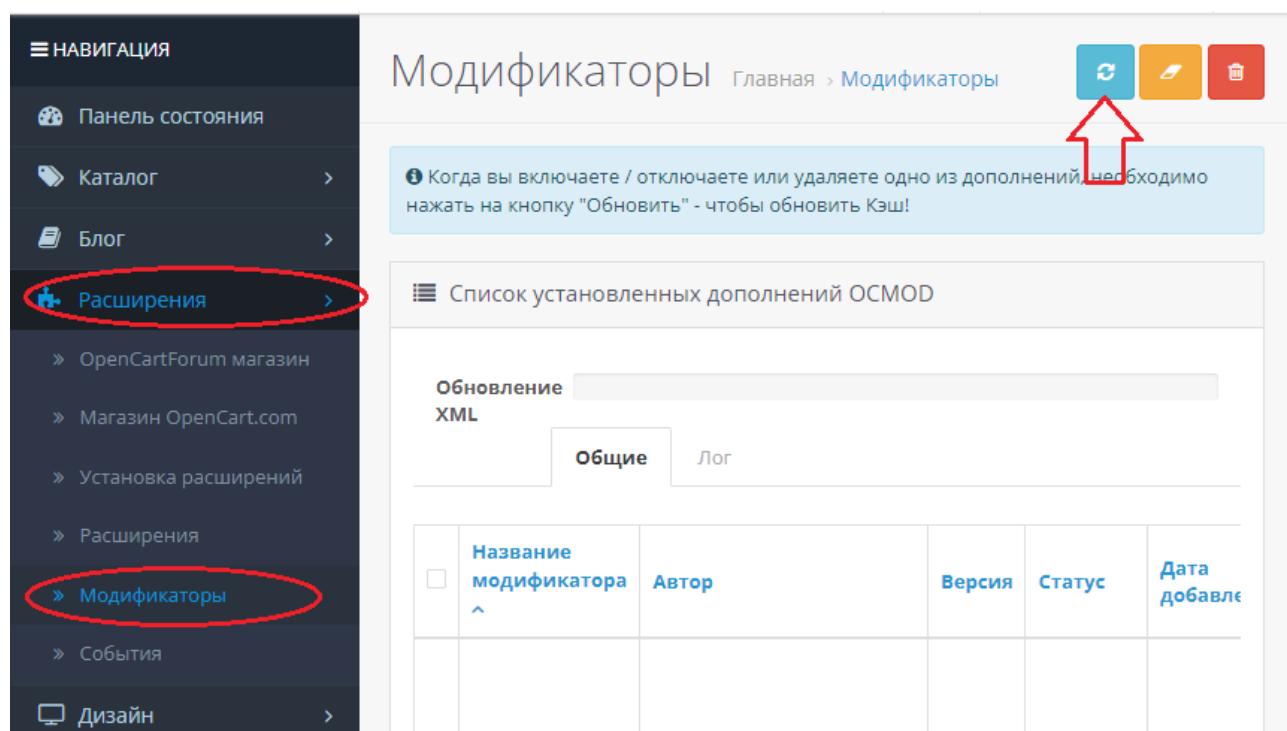 НАВИГАЦИЯ
Панель состояния
Каталог
Блог
Расширения
OpenCartForum магазин
Магазин OpenCart.com
Установка расширений
Расширения
Модификаторы
События
Дизайн
Модификаторы Главная › Модификаторы
Когда вы включаете / отключаете или удаляете одно из дополнений, необходимо
нажать на кнопку "Обновить" - чтобы обновить Кэш!
Список установленных дополнений OCMOD
Обновление
XML
Общие Лог
Название
модификатора
Автор
Версия
Статус
Дата
добавле